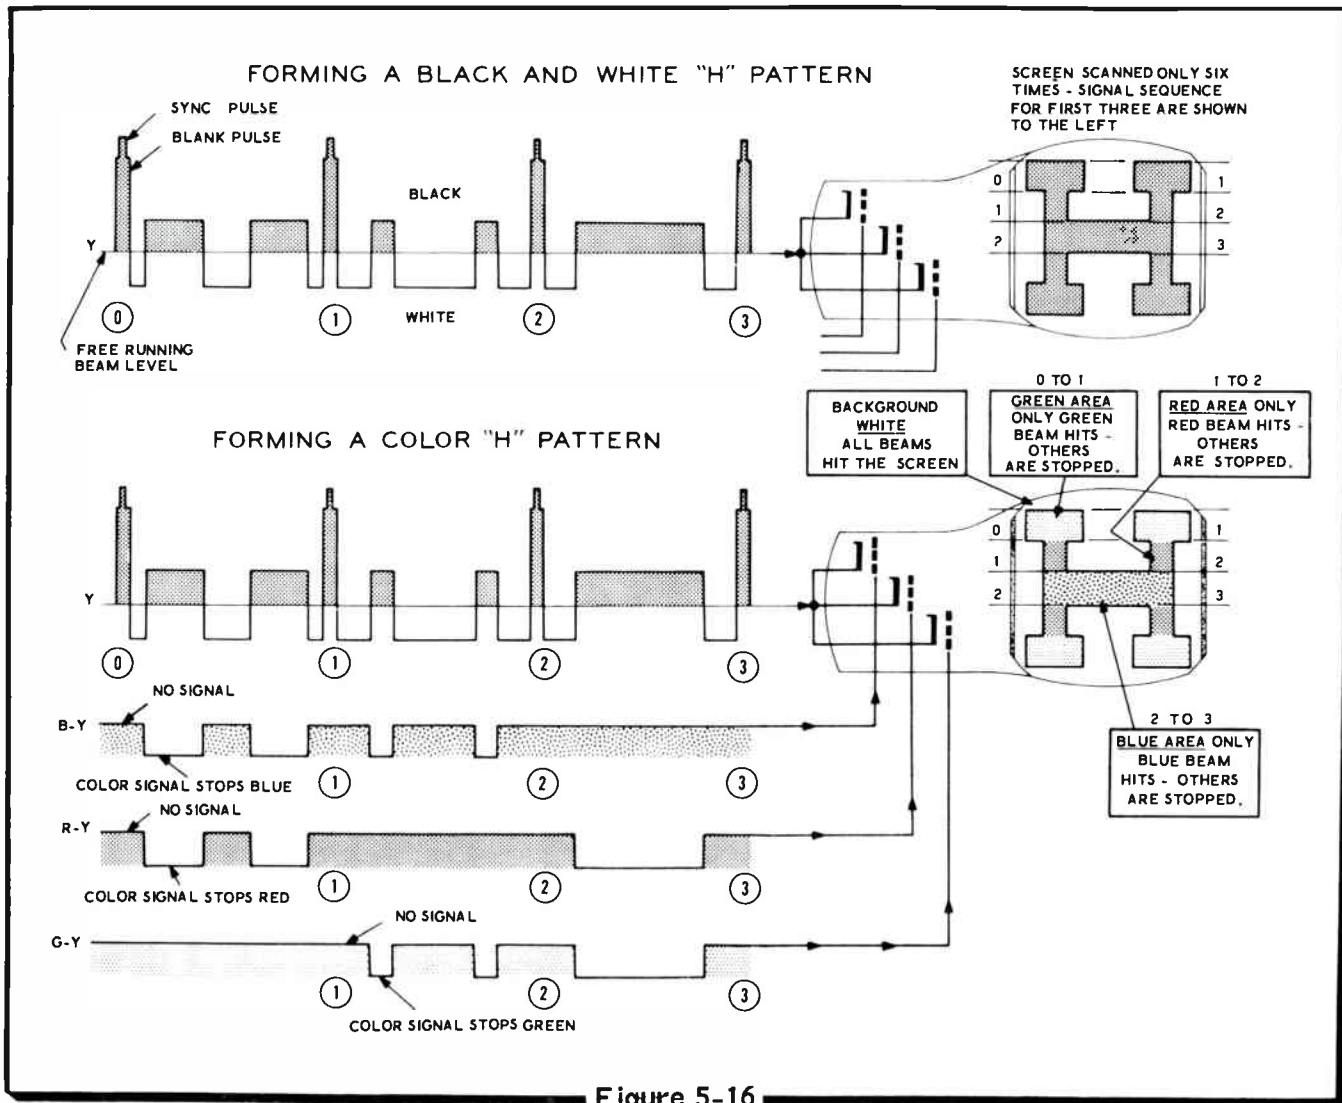 FORMING A BLACK AND WHITE "H" PATTERN
SCREEN SCANNED ONLY SIX
TIMES - SIGNAL SEQUENCE
FOR FIRST THREE ARE SHOWN
TO THE LEFT
SYNC PULSE
BLANK PULSE
BLACK
Y
WHITE
0
1
2
3
FREE RUNNING
BEAM LEVEL
0
1
1
2
2
3
FORMING A COLOR "H" PATTERN
BACKGROUND
WHITE
ALL BEAMS
HIT THE SCREEN
0 TO 1
GREEN AREA
ONLY GREEN
BEAM HITS -
OTHERS
ARE STOPPED.
1 TO 2
RED AREA ONLY
RED BEAM HITS -
OTHERS
ARE STOPPED.
Y
0
1
2
3
0
1
1
2
2
3
2 TO 3
BLUE AREA ONLY
BLUE BEAM
HITS - OTHERS
ARE STOPPED.
NO SIGNAL
B-Y
COLOR SIGNAL STOPS BLUE
1
2
3
NO SIGNAL
R-Y
COLOR SIGNAL STOPS RED
1
2
3
NO SIGNAL
G-Y
1
2
3
COLOR SIGNAL STOPS GREEN
Figure 5-16